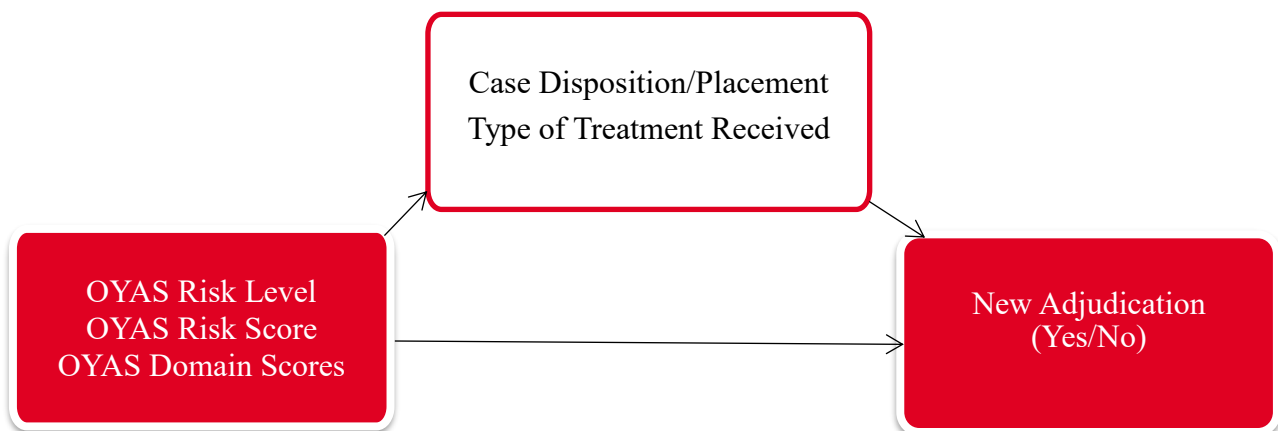 Case Disposition/Placement
Type of Treatment Received
OYAS Risk Level
OYAS Risk Score
OYAS Domain Scores
New Adjudication
(Yes/No)